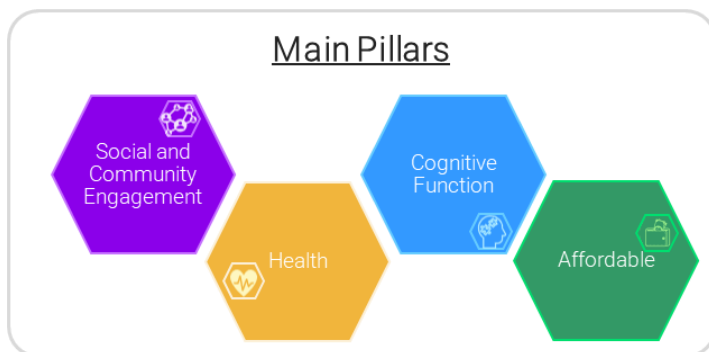 Main Pillars
Social and
Community
Engagement
Health
Cognitive
Function
Affordable